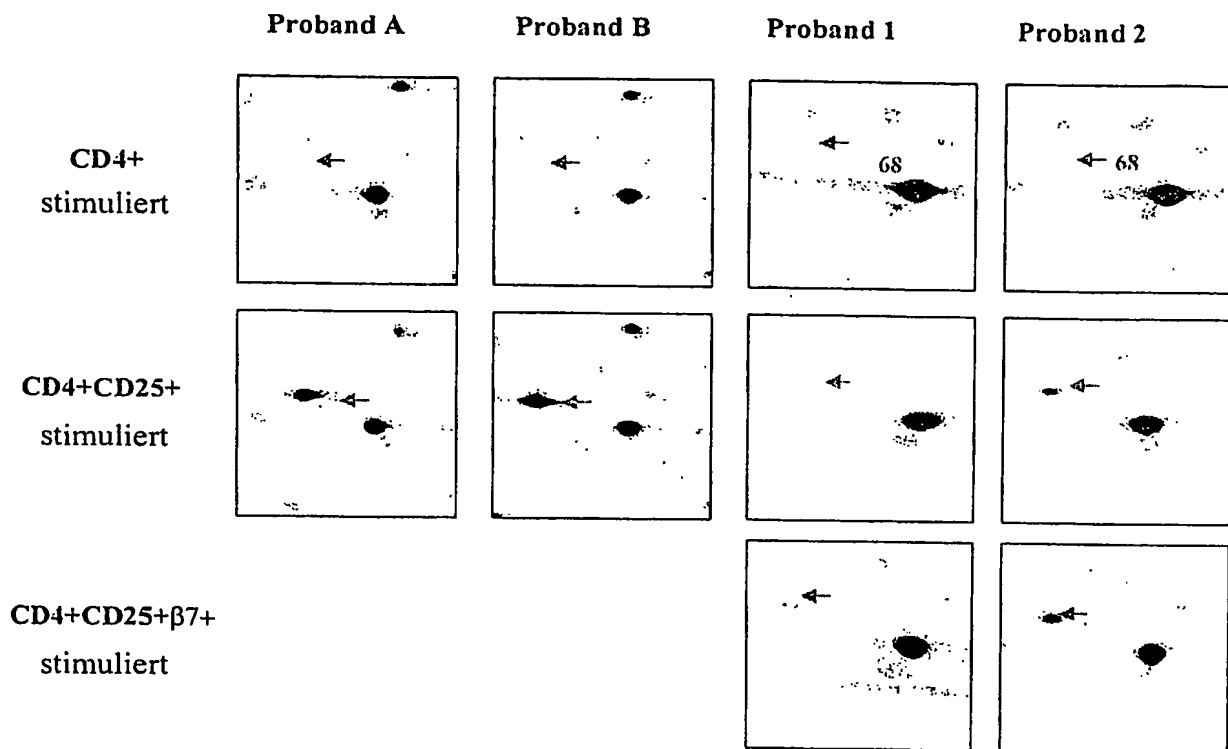 Proband A
Proband B
Proband 1
Proband 2
CD4+
stimuliert
68
68
CD4+CD25+
stimuliert
CD4+CD25+β7+
stimuliert